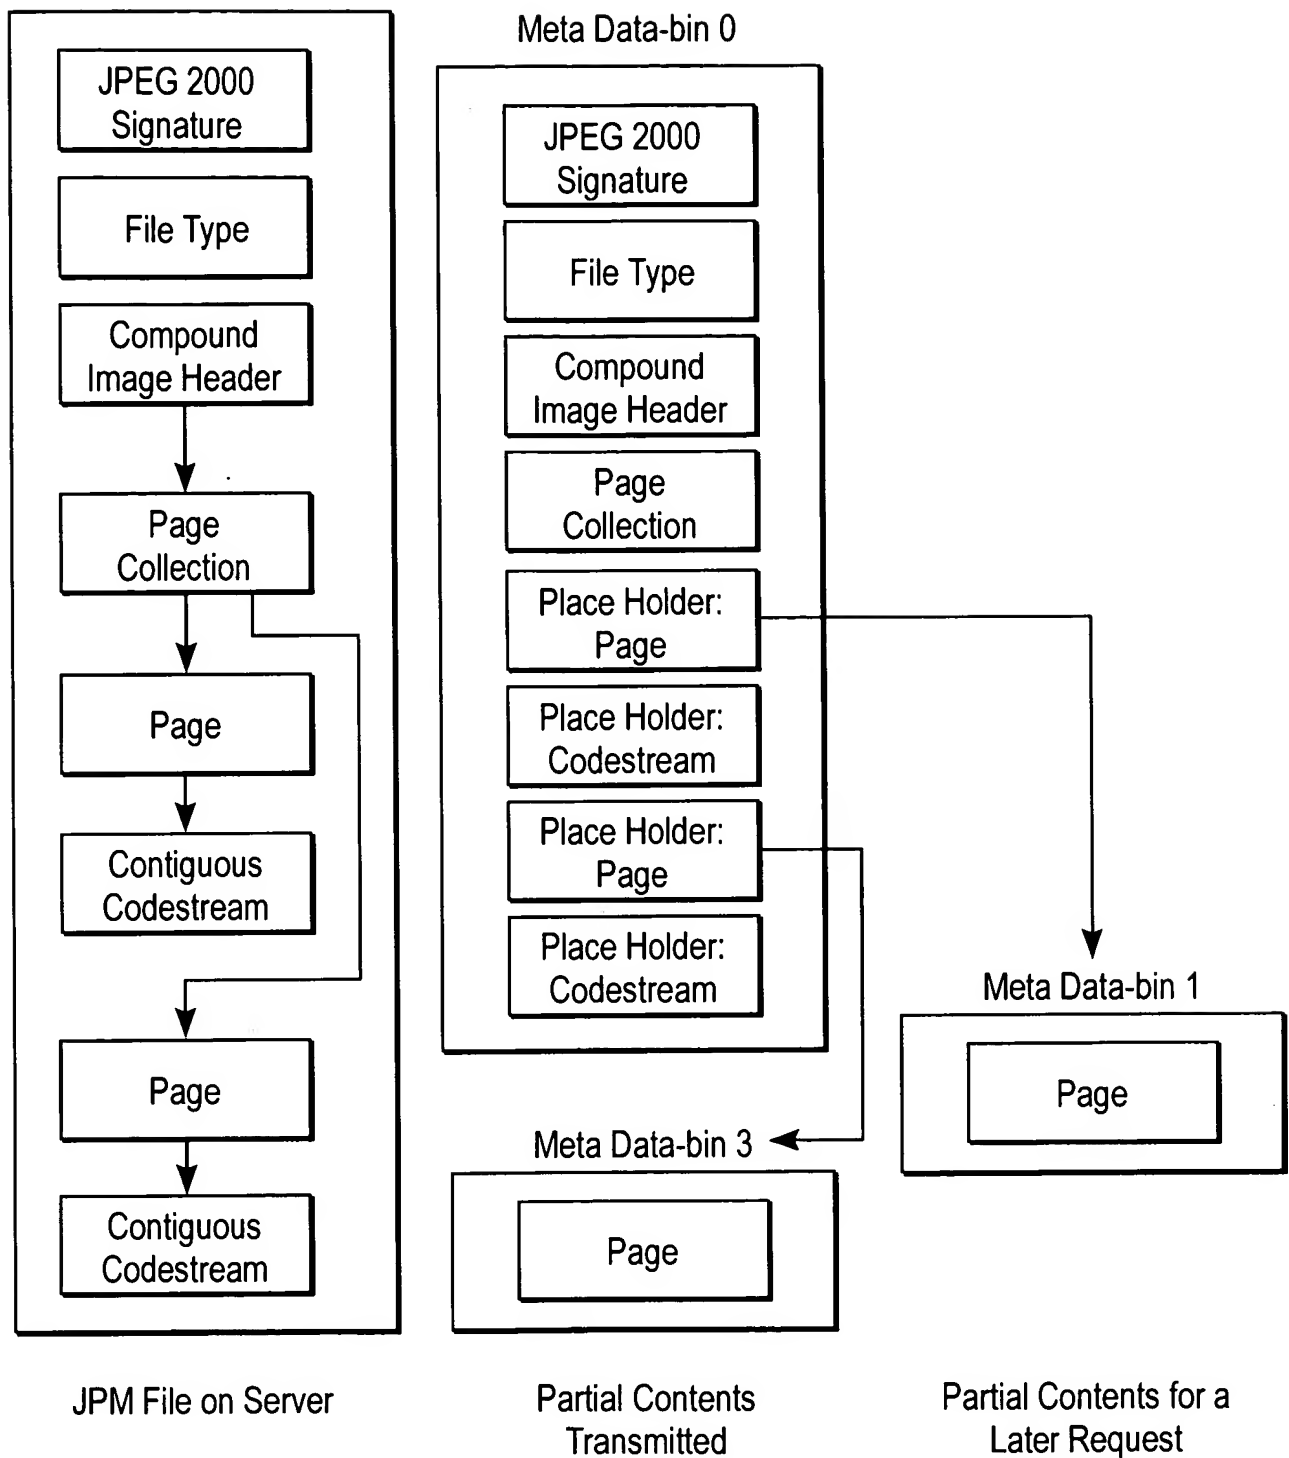 JPEG 2000
Signature
File Type
Compound
Image Header
Page
Collection
Page
Contiguous
Codestream
Page
Contiguous
Codestream
JPM File on Server
Meta Data-bin 0
JPEG 2000
Signature
File Type
Compound
Image Header
Page
Collection
Place Holder:
Page
Place Holder:
Codestream
Place Holder:
Page
Place Holder:
Codestream
Meta Data-bin 3
Page
Partial Contents
Transmitted
Meta Data-bin 1
Page
Partial Contents for a
Later Request